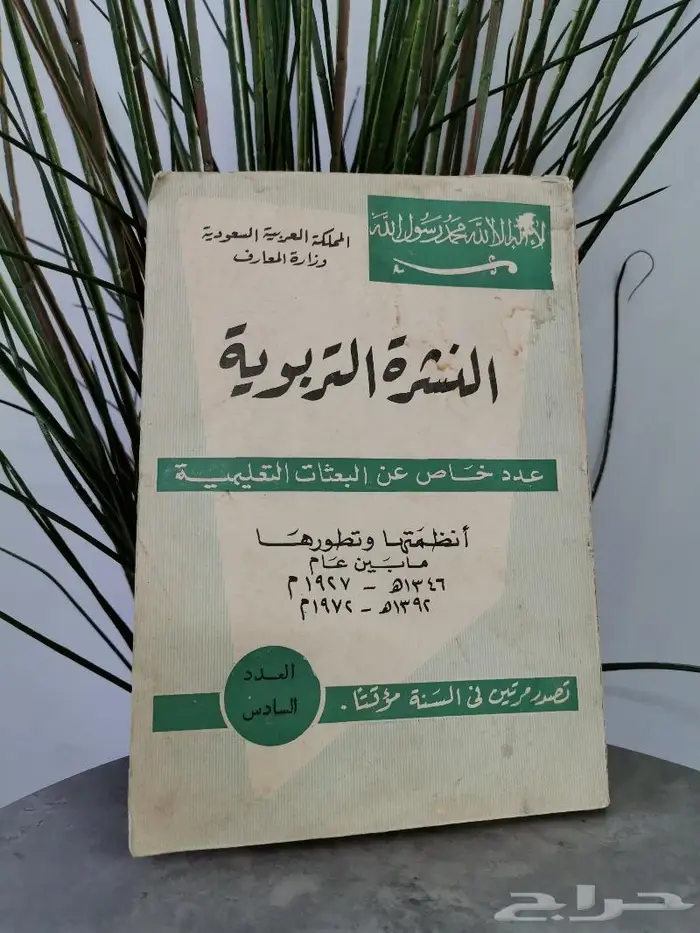 لا إله إلا الله محمد رسول الله
المملكة العربية السعودية
وزارة المعارف
النشرة التربوية
عدد خاص عن البعثات التعليمية
أنظمتها وتطورها
ما بين عام
١٣٤٦هـ - ١٩٢٧م
١٣٩٢هـ - ١٩٧٢م
العدد
السادس
تصدر مرتين فى السنة مؤقتا.
حراج